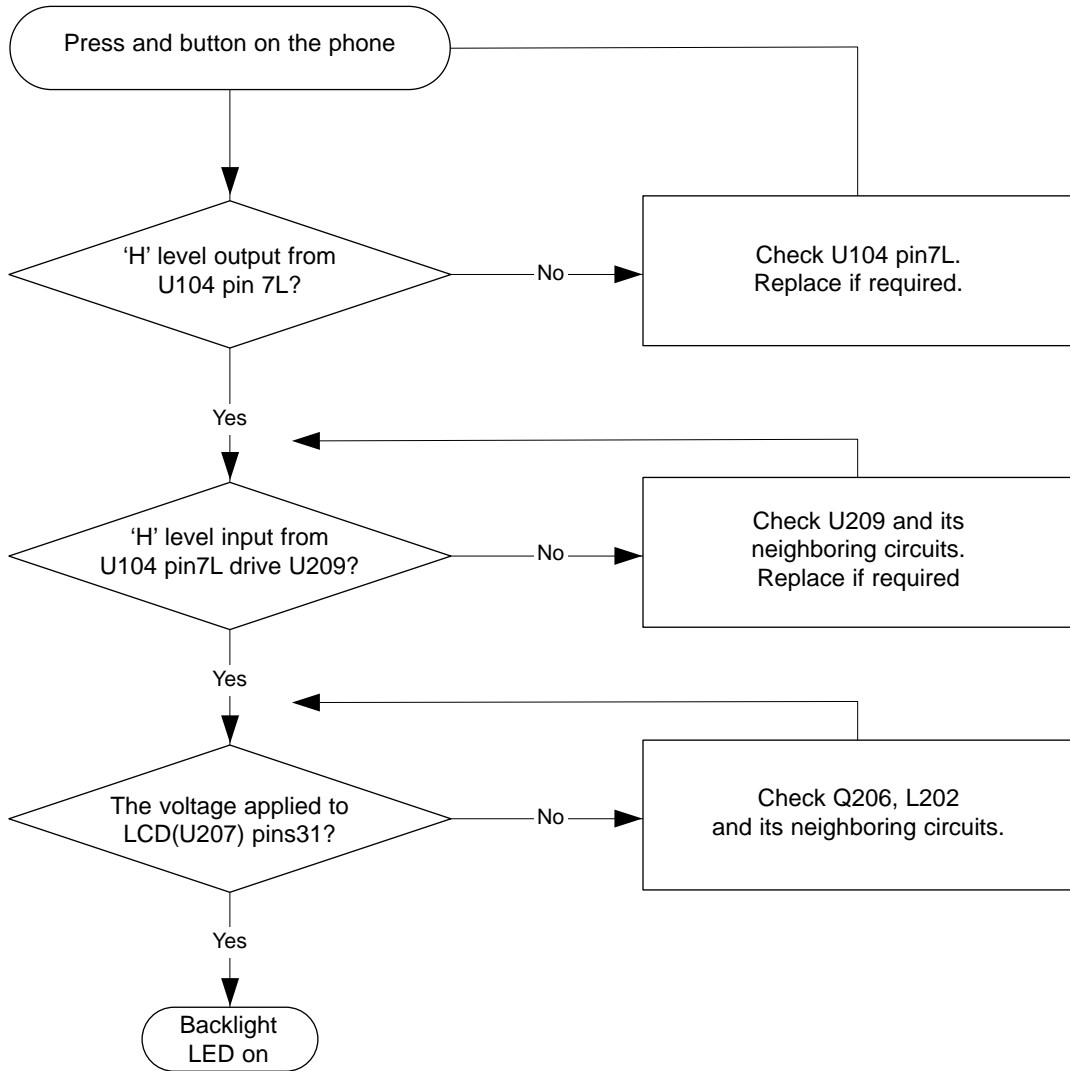 Press and button on the phone
‘H’ level output from
U104 pin 7L?
No
Check U104 pin7L.
Replace if required.
Yes
‘H’ level input from
U104 pin7L drive U209?
No
Check U209 and its
neighboring circuits.
Replace if required
Yes
The voltage applied to
LCD(U207) pins31?
No
Check Q206, L202
and its neighboring circuits.
Yes
Backlight
LED on